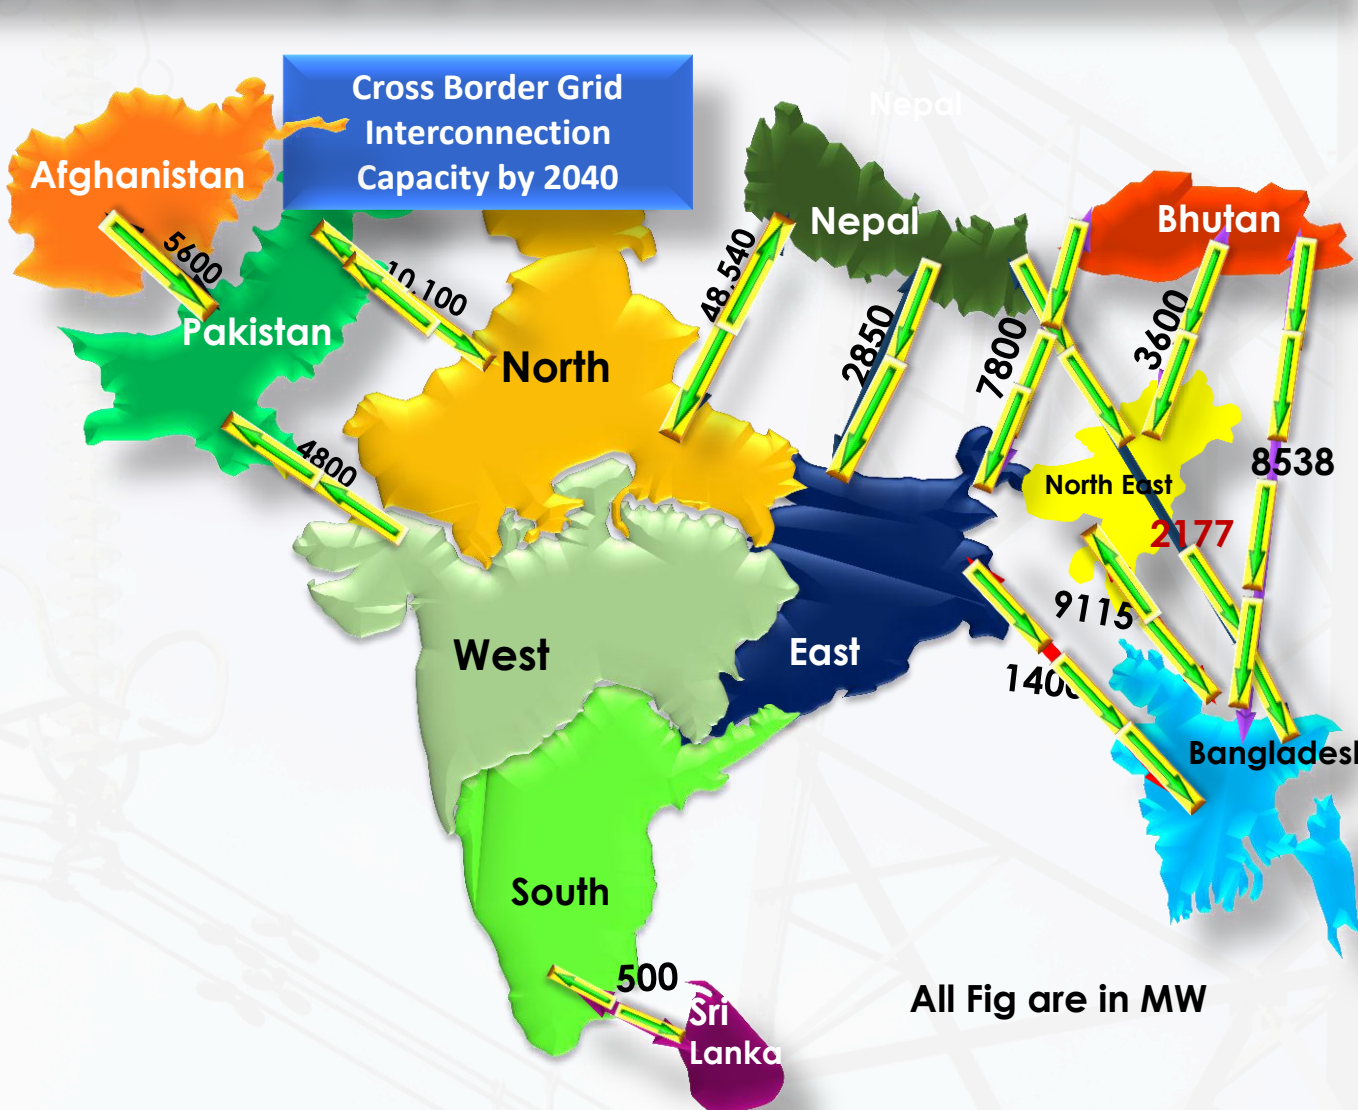 Cross Border Grid
Interconnection
Capacity by 2040
Nepal
Afghanistan
5600
10,100
Pakistan
North
48,540
Nepal
2850
7800
Bhutan
3600
8538
North East
2177
4800
9115
West
East
Bangladesh
South
500
Sri
Lanka
All Fig are in MW